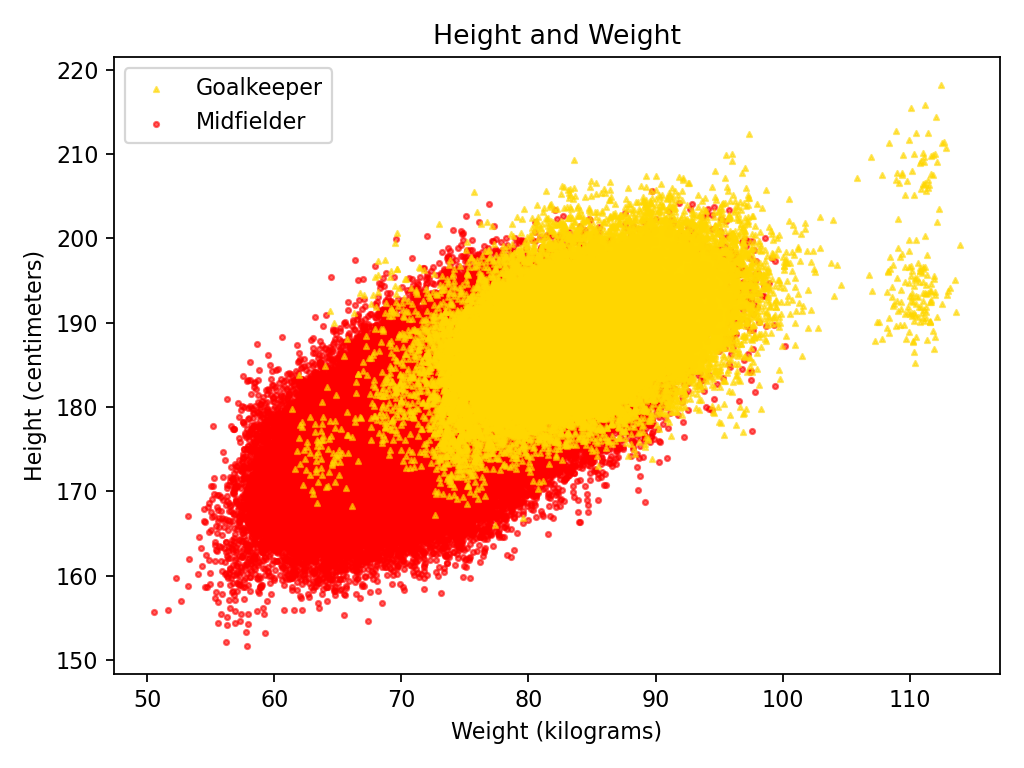 Height and Weight
Goalkeeper
Midfielder
220
210
200
190
180
170
160
150
Height (centimeters)
50 60 70 80 90 100 110
Weight (kilograms)